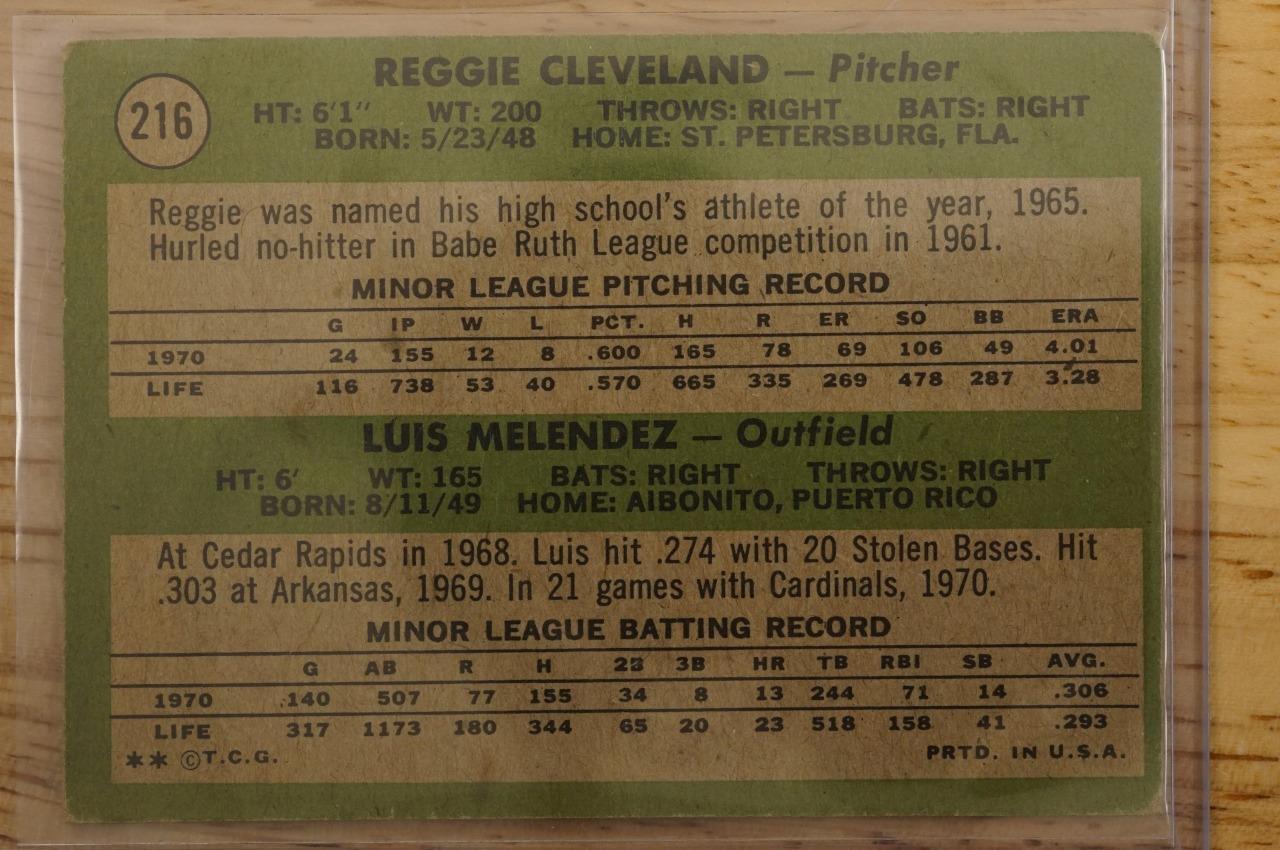 216
REGGIE CLEVELAND — Pitcher
HT: 6'1" WT: 200 THROWS: RIGHT BATS: RIGHT
BORN: 5/23/48 HOME: ST. PETERSBURG, FLA.
Reggie was named his high school's athlete of the year, 1965.
Hurled no-hitter in Babe Ruth League competition in 1961.
MINOR LEAGUE PITCHING RECORD
G IP W L PCT. H R ER SO BB ERA
1970 24 155 12 8 .600 165 78 69 106 49 4.01
LIFE 116 738 53 40 .570 665 335 269 478 287 3.28
LUIS MELENDEZ — Outfield
HT: 6' WT: 165 BATS: RIGHT THROWS: RIGHT
BORN: 8/11/49 HOME: AIBONITO, PUERTO RICO
At Cedar Rapids in 1968. Luis hit .274 with 20 Stolen Bases. Hit
.303 at Arkansas, 1969. In 21 games with Cardinals, 1970.
MINOR LEAGUE BATTING RECORD
G AB R H 2B 3B HR TB RBI SB AVG.
1970 140 507 77 155 34 8 13 244 71 14 .306
LIFE 317 1173 180 344 65 20 23 518 158 41 .293
** ©T.C.G. PRTD. IN U.S.A.